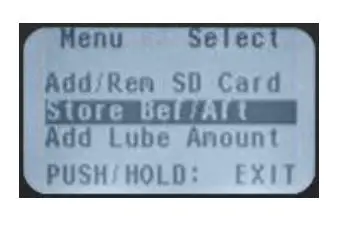 Menu Select
Add/Rem SD Card
Store Bef/Aft
Add Lube Amount
PUSH/HOLD: EXIT